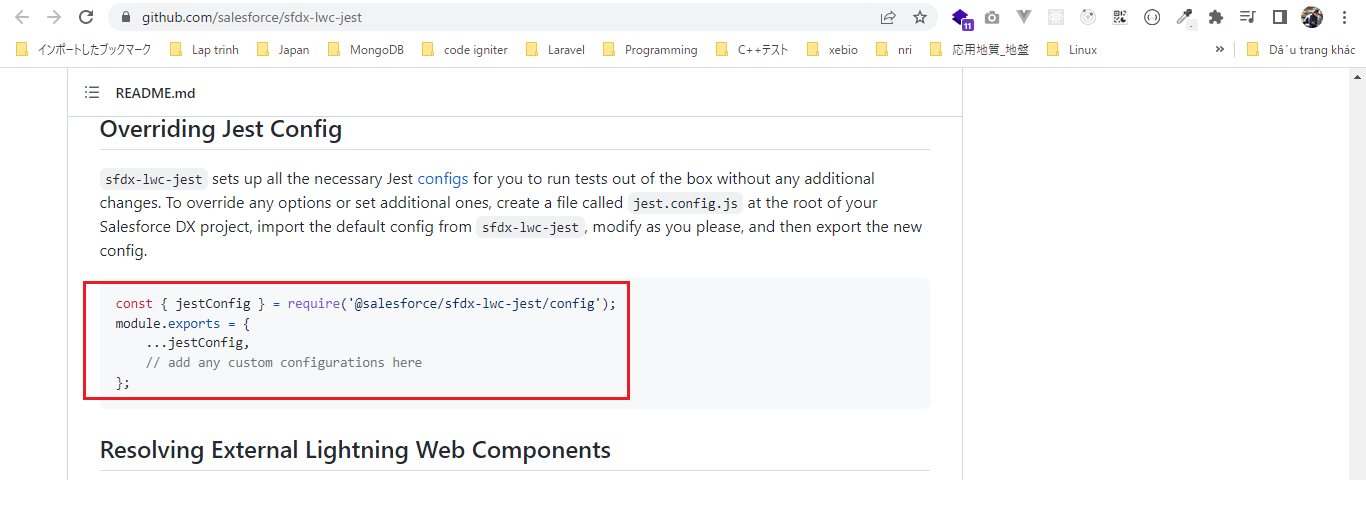 github.com/salesforce/sfdx-lwc-jest
11
インポートしたブックマーク Lap trinh Japan MongoDB code igniter Laravel Programming C++テスト xebio nri 応用地質_地盤 Linux » Dấu trang khác
README.md
Overriding Jest Config
sfdx-lwc-jest sets up all the necessary Jest configs for you to run tests out of the box without any additional
changes. To override any options or set additional ones, create a file called jest.config.js at the root of your
Salesforce DX project, import the default config from sfdx-lwc-jest, modify as you please, and then export the new
config.
const { jestConfig } = require('@salesforce/sfdx-lwc-jest/config');
module.exports = {
    ...jestConfig,
    // add any custom configurations here
};
Resolving External Lightning Web Components